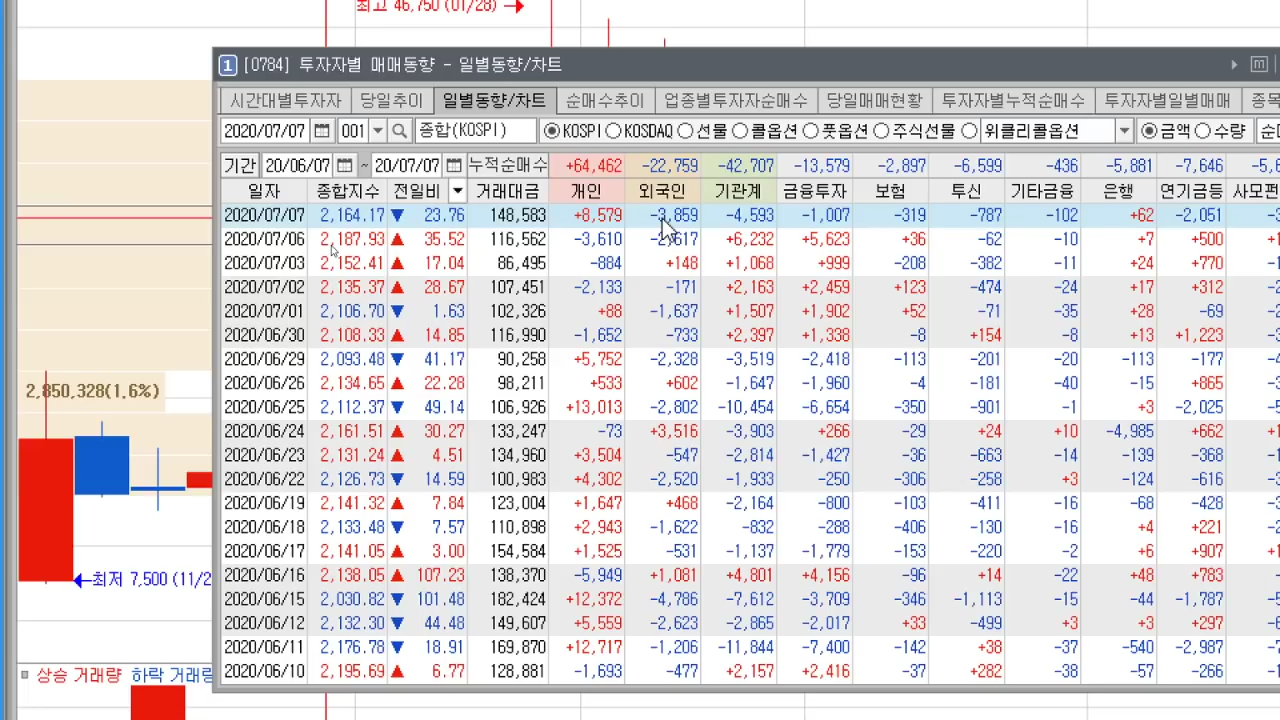 최고 46,750 (01/28) →
1 [0784] 투자자별 매매동향 - 일별동향/차트
시간대별투자자 당일추이 일별동향/차트 순매수추이 업종별투자자순매수 당일매매현황 투자자별누적순매수 투자자별일별매매 종목
2020/07/07 001 종합(KOSPI) KOSPI KOSDAQ 선물 콜옵션 풋옵션 주식선물 위클리콜옵션 금액 수량 순
기간 20/06/07 ~ 20/07/07 누적순매수 +64,462 -22,759 -42,707 -13,579 -2,897 -6,599 -436 -5,881 -7,646
일자 종합지수 전일비 거래대금 개인 외국인 기관계 금융투자 보험 투신 기타금융 은행 연기금등 사모펀
2020/07/07 2,164.17 ▼ 23.76 148,583 +8,579 -3,859 -4,593 -1,007 -319 -787 -102 +62 -2,051
2020/07/06 2,187.93 ▲ 35.52 116,562 -3,610 -2,617 +6,232 +5,623 +36 -62 -10 +7 +500
2020/07/03 2,152.41 ▲ 17.04 86,495 -884 +148 +1,068 +999 -208 -382 -11 +24 +770
2020/07/02 2,135.37 ▲ 28.67 107,451 -2,133 -171 +2,163 +2,459 +123 -474 -24 +17 +312
2020/07/01 2,106.70 ▼ 1.63 102,326 +88 -1,637 +1,507 +1,902 +52 -71 -35 +28 -69
2020/06/30 2,108.33 ▲ 14.85 116,990 -1,652 -733 +2,397 +1,338 -8 +154 -8 +13 +1,223
2020/06/29 2,093.48 ▼ 41.17 90,258 +5,752 -2,328 -3,519 -2,418 -113 -201 -20 -113 -177
2020/06/26 2,134.65 ▲ 22.28 98,211 +533 +602 -1,647 -1,960 -4 -181 -40 -15 +865
2020/06/25 2,112.37 ▼ 49.14 106,926 +13,013 -2,802 -10,454 -6,654 -350 -901 -1 +3 -2,025
2020/06/24 2,161.51 ▲ 30.27 133,247 -73 +3,516 -3,903 +266 -29 +24 +10 -4,985 +662
2020/06/23 2,131.24 ▲ 4.51 134,960 +3,504 -547 -2,814 -1,427 -36 -663 -14 -139 -368
2020/06/22 2,126.73 ▼ 14.59 100,983 +4,302 -2,520 -1,933 -250 -306 -258 +3 -124 -616
2020/06/19 2,141.32 ▲ 7.84 123,004 +1,647 +468 -2,164 -800 -103 -411 -16 -68 -428
2020/06/18 2,133.48 ▼ 7.57 110,898 +2,943 -1,622 -832 -288 -406 -130 -16 +4 +221
2020/06/17 2,141.05 ▲ 3.00 154,584 +1,525 -531 -1,137 -1,779 -153 -220 -2 +6 +907
2020/06/16 2,138.05 ▲ 107.23 138,370 -5,949 +1,081 +4,801 +4,156 -96 +14 -22 +48 +783
2020/06/15 2,030.82 ▼ 101.48 182,424 +12,372 -4,786 -7,612 -3,709 -346 -1,113 -15 -44 -1,787
2020/06/12 2,132.30 ▼ 44.48 149,607 +5,559 -2,623 -2,865 -2,017 +33 -499 +3 +3 +297
2020/06/11 2,176.78 ▼ 18.91 169,870 +12,717 -1,206 -11,844 -7,400 -142 +38 -37 -540 -2,987
2020/06/10 2,195.69 ▲ 6.77 128,881 -1,693 -477 +2,157 +2,416 -37 +282 -38 -57 -266
2,850,328(1.6%)
←최저 7,500 (11/2
상승 거래량 하락 거래량